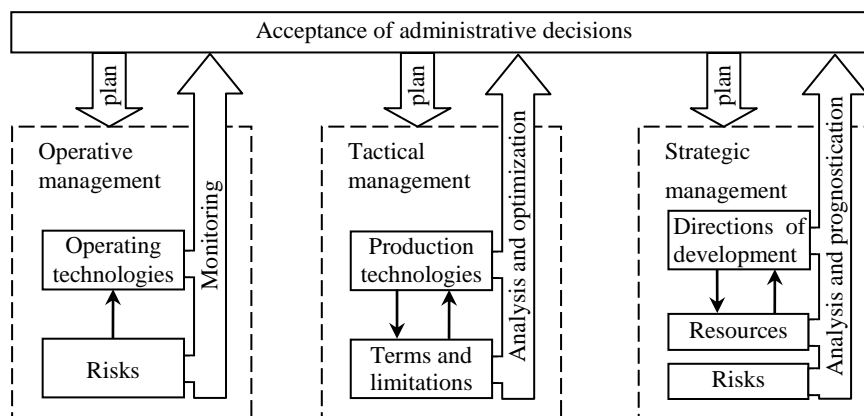 Acceptance of administrative decisions
plan
Monitoring
Operative
management
Operating
technologies
Risks
plan
Analysis and optimization
Tactical
management
Production
technologies
Terms and
limitations
plan
Analysis and prognostication
Strategic
management
Directions of
development
Resources
Risks